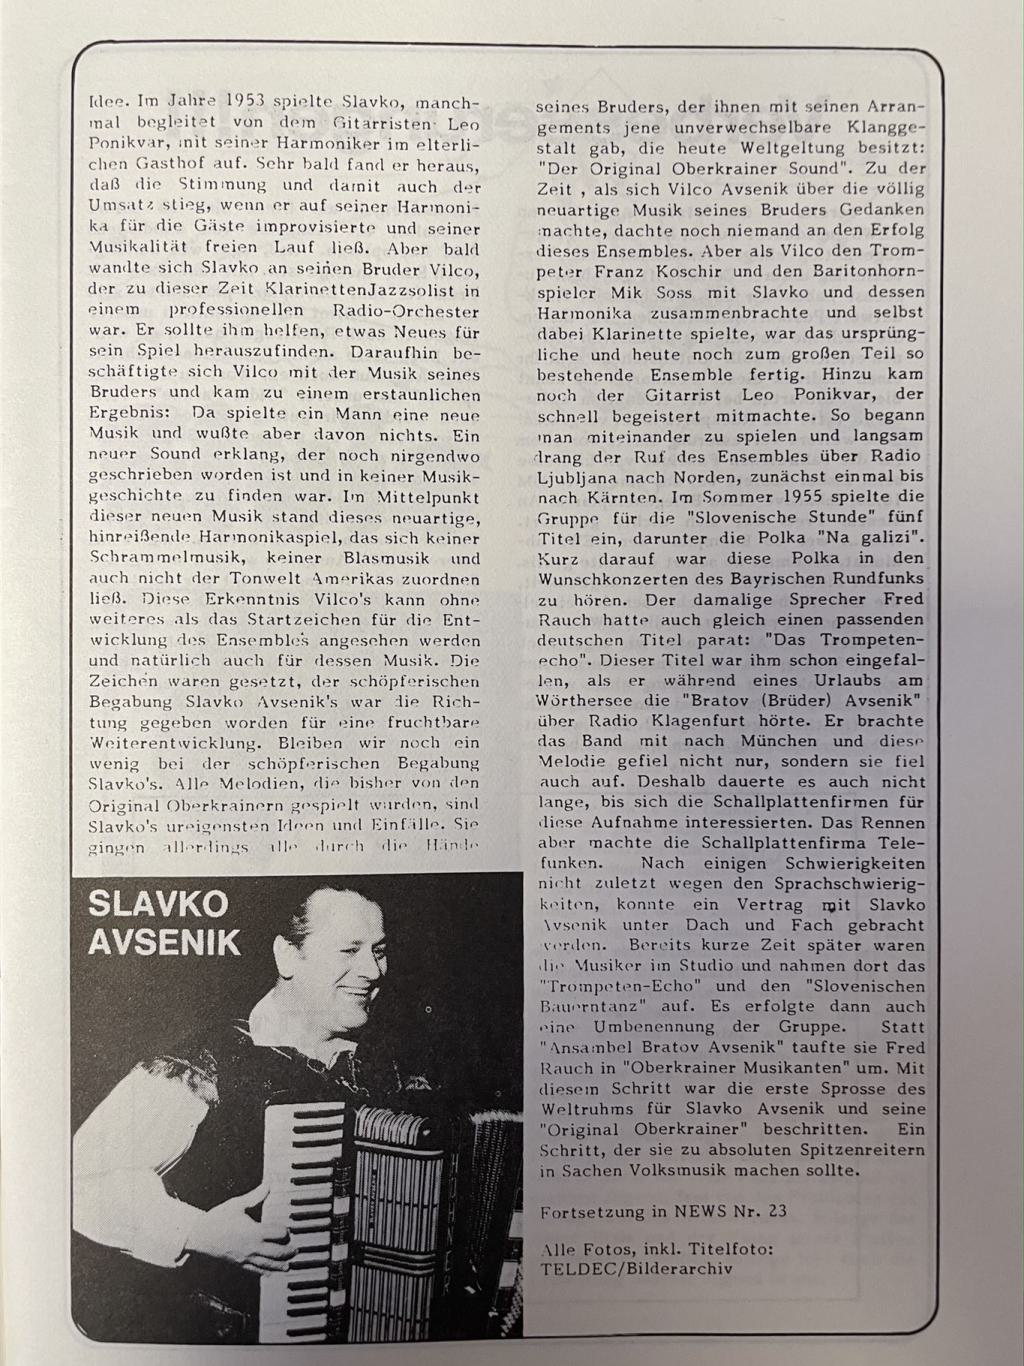 Idee. Im Jahre 1953 spielte Slavko, manch-
mal begleitet von dem Gitarristen Leo
Ponikvar, mit seiner Harmoniker im elterli-
chen Gasthof auf. Sehr bald fand er heraus,
daß die Stimmung und damit auch der
Umsatz stieg, wenn er auf seiner Harmoni-
ka für die Gäste improvisierte und seiner
Musikalität freien Lauf ließ. Aber bald
wandte sich Slavko an seinen Bruder Vilco,
der zu dieser Zeit KlarinettenJazzsolist in
einem professionellen Radio-Orchester
war. Er sollte ihm helfen, etwas Neues für
sein Spiel herauszufinden. Daraufhin be-
schäftigte sich Vilco mit der Musik seines
Bruders und kam zu einem erstaunlichen
Ergebnis: Da spielte ein Mann eine neue
Musik und wußte aber davon nichts. Ein
neuer Sound erklang, der noch nirgendwo
geschrieben worden ist und in keiner Musik-
geschichte zu finden war. Im Mittelpunkt
dieser neuen Musik stand dieses neuartige,
hinreißende Harmonikaspiel, das sich keiner
Schrammelmusik, keiner Blasmusik und
auch nicht der Tonwelt Amerikas zuordnen
ließ. Diese Erkenntnis Vilco's kann ohne
weiteres als das Startzeichen für die Ent-
wicklung des Ensembles angesehen werden
und natürlich auch für dessen Musik. Die
Zeichen waren gesetzt, der schöpferischen
Begabung Slavko Avsenik's war die Rich-
tung gegeben worden für eine fruchtbare
Weiterentwicklung. Bleiben wir noch ein
wenig bei der schöpferischen Begabung
Slavko's. Alle Melodien, die bisher von den
Original Oberkrainern gespielt wurden, sind
Slavko's ureigensten Ideen und Einfälle. Sie
gingen allerdings alle durch die Hände
SLAVKO
AVSENIK
seines Bruders, der ihnen mit seinen Arran-
gements jene unverwechselbare Klangge-
stalt gab, die heute Weltgeltung besitzt:
"Der Original Oberkrainer Sound". Zu der
Zeit , als sich Vilco Avsenik über die völlig
neuartige Musik seines Bruders Gedanken
machte, dachte noch niemand an den Erfolg
dieses Ensembles. Aber als Vilco den Trom-
peter Franz Koschir und den Baritonhorn-
spieler Mik Soss mit Slavko und dessen
Harmonika zusammenbrachte und selbst
dabei Klarinette spielte, war das ursprüng-
liche und heute noch zum großen Teil so
bestehende Ensemble fertig. Hinzu kam
noch der Gitarrist Leo Ponikvar, der
schnell begeistert mitmachte. So begann
man miteinander zu spielen und langsam
drang der Ruf des Ensembles über Radio
Ljubljana nach Norden, zunächst einmal bis
nach Kärnten. Im Sommer 1955 spielte die
Gruppe für die "Slovenische Stunde" fünf
Titel ein, darunter die Polka "Na galizi".
Kurz darauf war diese Polka in den
Wunschkonzerten des Bayrischen Rundfunks
zu hören. Der damalige Sprecher Fred
Rauch hatte auch gleich einen passenden
deutschen Titel parat: "Das Trompeten-
echo". Dieser Titel war ihm schon eingefal-
len, als er während eines Urlaubs am
Wörthersee die "Bratov (Brüder) Avsenik"
über Radio Klagenfurt hörte. Er brachte
das Band mit nach München und diese
Melodie gefiel nicht nur, sondern sie fiel
auch auf. Deshalb dauerte es auch nicht
lange, bis sich die Schallplattenfirmen für
diese Aufnahme interessierten. Das Rennen
aber machte die Schallplattenfirma Tele-
funken. Nach einigen Schwierigkeiten
nicht zuletzt wegen den Sprachschwierig-
keiten, konnte ein Vertrag mit Slavko
Avsenik unter Dach und Fach gebracht
werden. Bereits kurze Zeit später waren
die Musiker im Studio und nahmen dort das
"Trompeten-Echo" und den "Slovenischen
Bauerntanz" auf. Es erfolgte dann auch
eine Umbenennung der Gruppe. Statt
"Ansambel Bratov Avsenik" taufte sie Fred
Rauch in "Oberkrainer Musikanten" um. Mit
diesem Schritt war die erste Sprosse des
Weltruhms für Slavko Avsenik und seine
"Original Oberkrainer" beschritten. Ein
Schritt, der sie zu absoluten Spitzenreitern
in Sachen Volksmusik machen sollte.
Fortsetzung in NEWS Nr. 23
Alle Fotos, inkl. Titelfoto:
TELDEC/Bilderarchiv